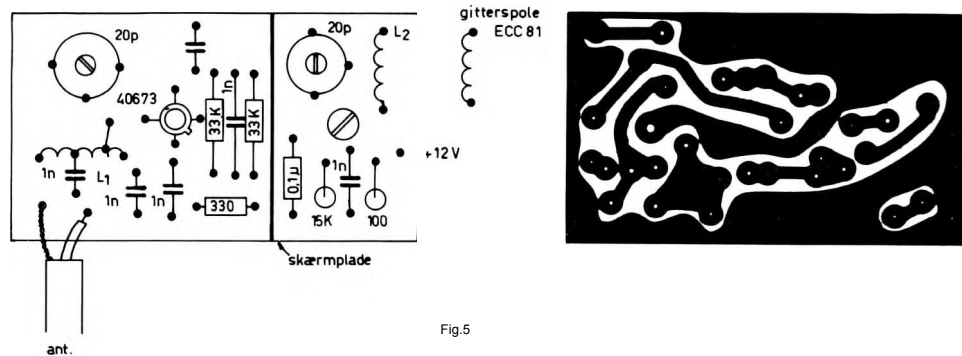 gitterspole
ECC 81
20p
20p
L2
40673
1n
33K
33K
+12V
1n
L1
1n
1n
0,1µ
1n
330
15K
100
skærmplade
ant.
Fig.5